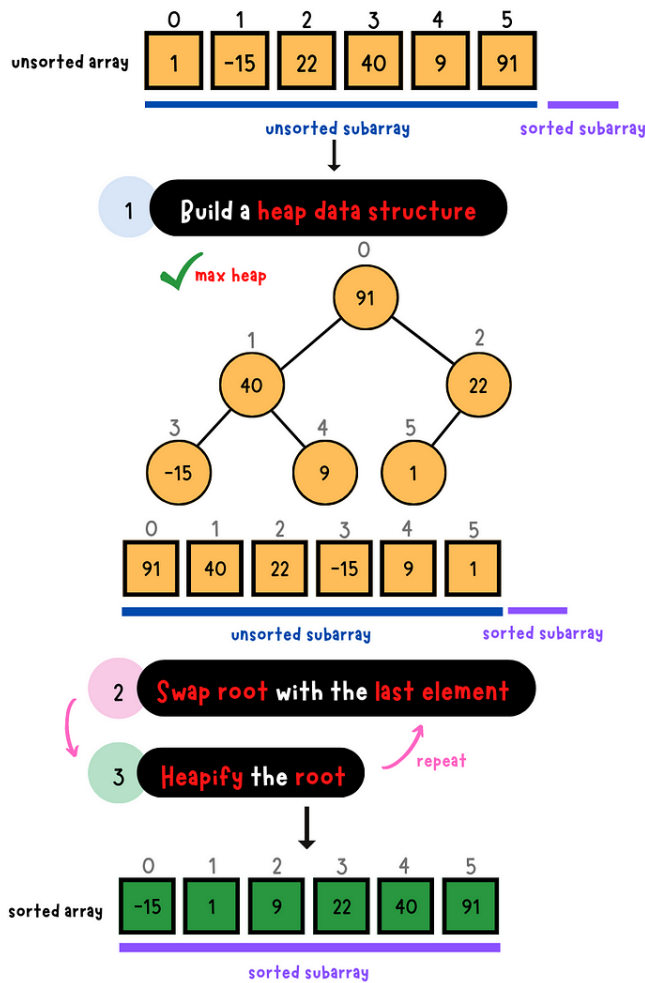 0 1 2 3 4 5
unsorted array 1 -15 22 40 9 91
unsorted subarray sorted subarray
1 Build a heap data structure
max heap
0
91
1 2
40 22
3 4 5
-15 9 1
0 1 2 3 4 5
91 40 22 -15 9 1
unsorted subarray sorted subarray
2 Swap root with the last element
3 Heapify the root
repeat
0 1 2 3 4 5
sorted array -15 1 9 22 40 91
sorted subarray